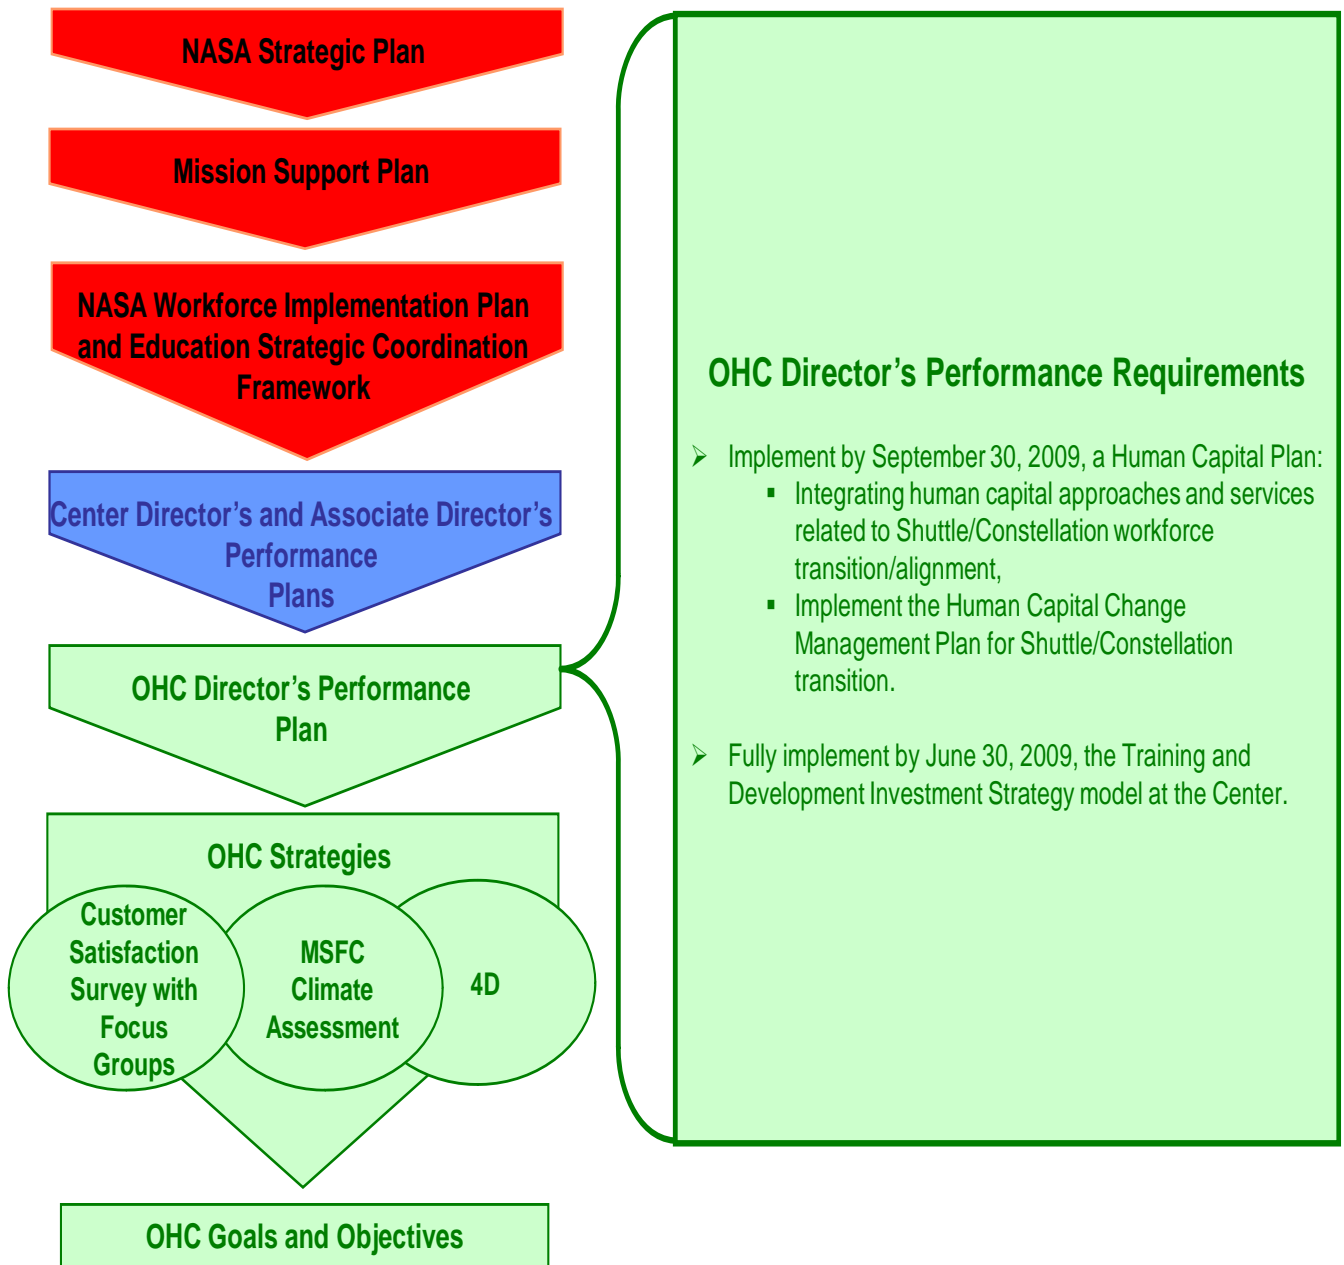 NASA Strategic Plan
Mission Support Plan
NASA Workforce Implementation Plan
and Education Strategic Coordination
Framework
Center Director’s and Associate Director’s
Performance
Plans
OHC Director’s Performance
Plan
OHC Strategies
Customer
Satisfaction
Survey with
Focus
Groups
MSFC
Climate
Assessment
4D
OHC Goals and Objectives
OHC Director’s Performance Requirements
➢ Implement by September 30, 2009, a Human Capital Plan:
▪ Integrating human capital approaches and services
related to Shuttle/Constellation workforce
transition/alignment,
▪ Implement the Human Capital Change
Management Plan for Shuttle/Constellation
transition.
➢ Fully implement by June 30, 2009, the Training and
Development Investment Strategy model at the Center.